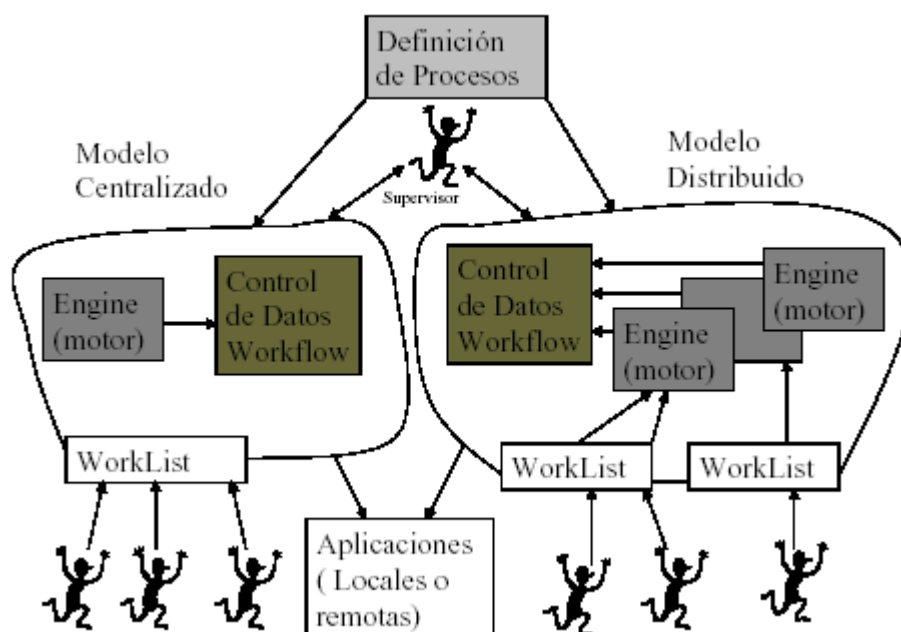 Definición
de Procesos
Modelo
Centralizado
Supervisor
Modelo
Distribuido
Engine
(motor)
Control
de Datos
Workflow
Control
de Datos
Workflow
Engine
(motor)
Engine
(motor)
WorkList
WorkList
WorkList
Aplicaciones
( Locales o
remotas)